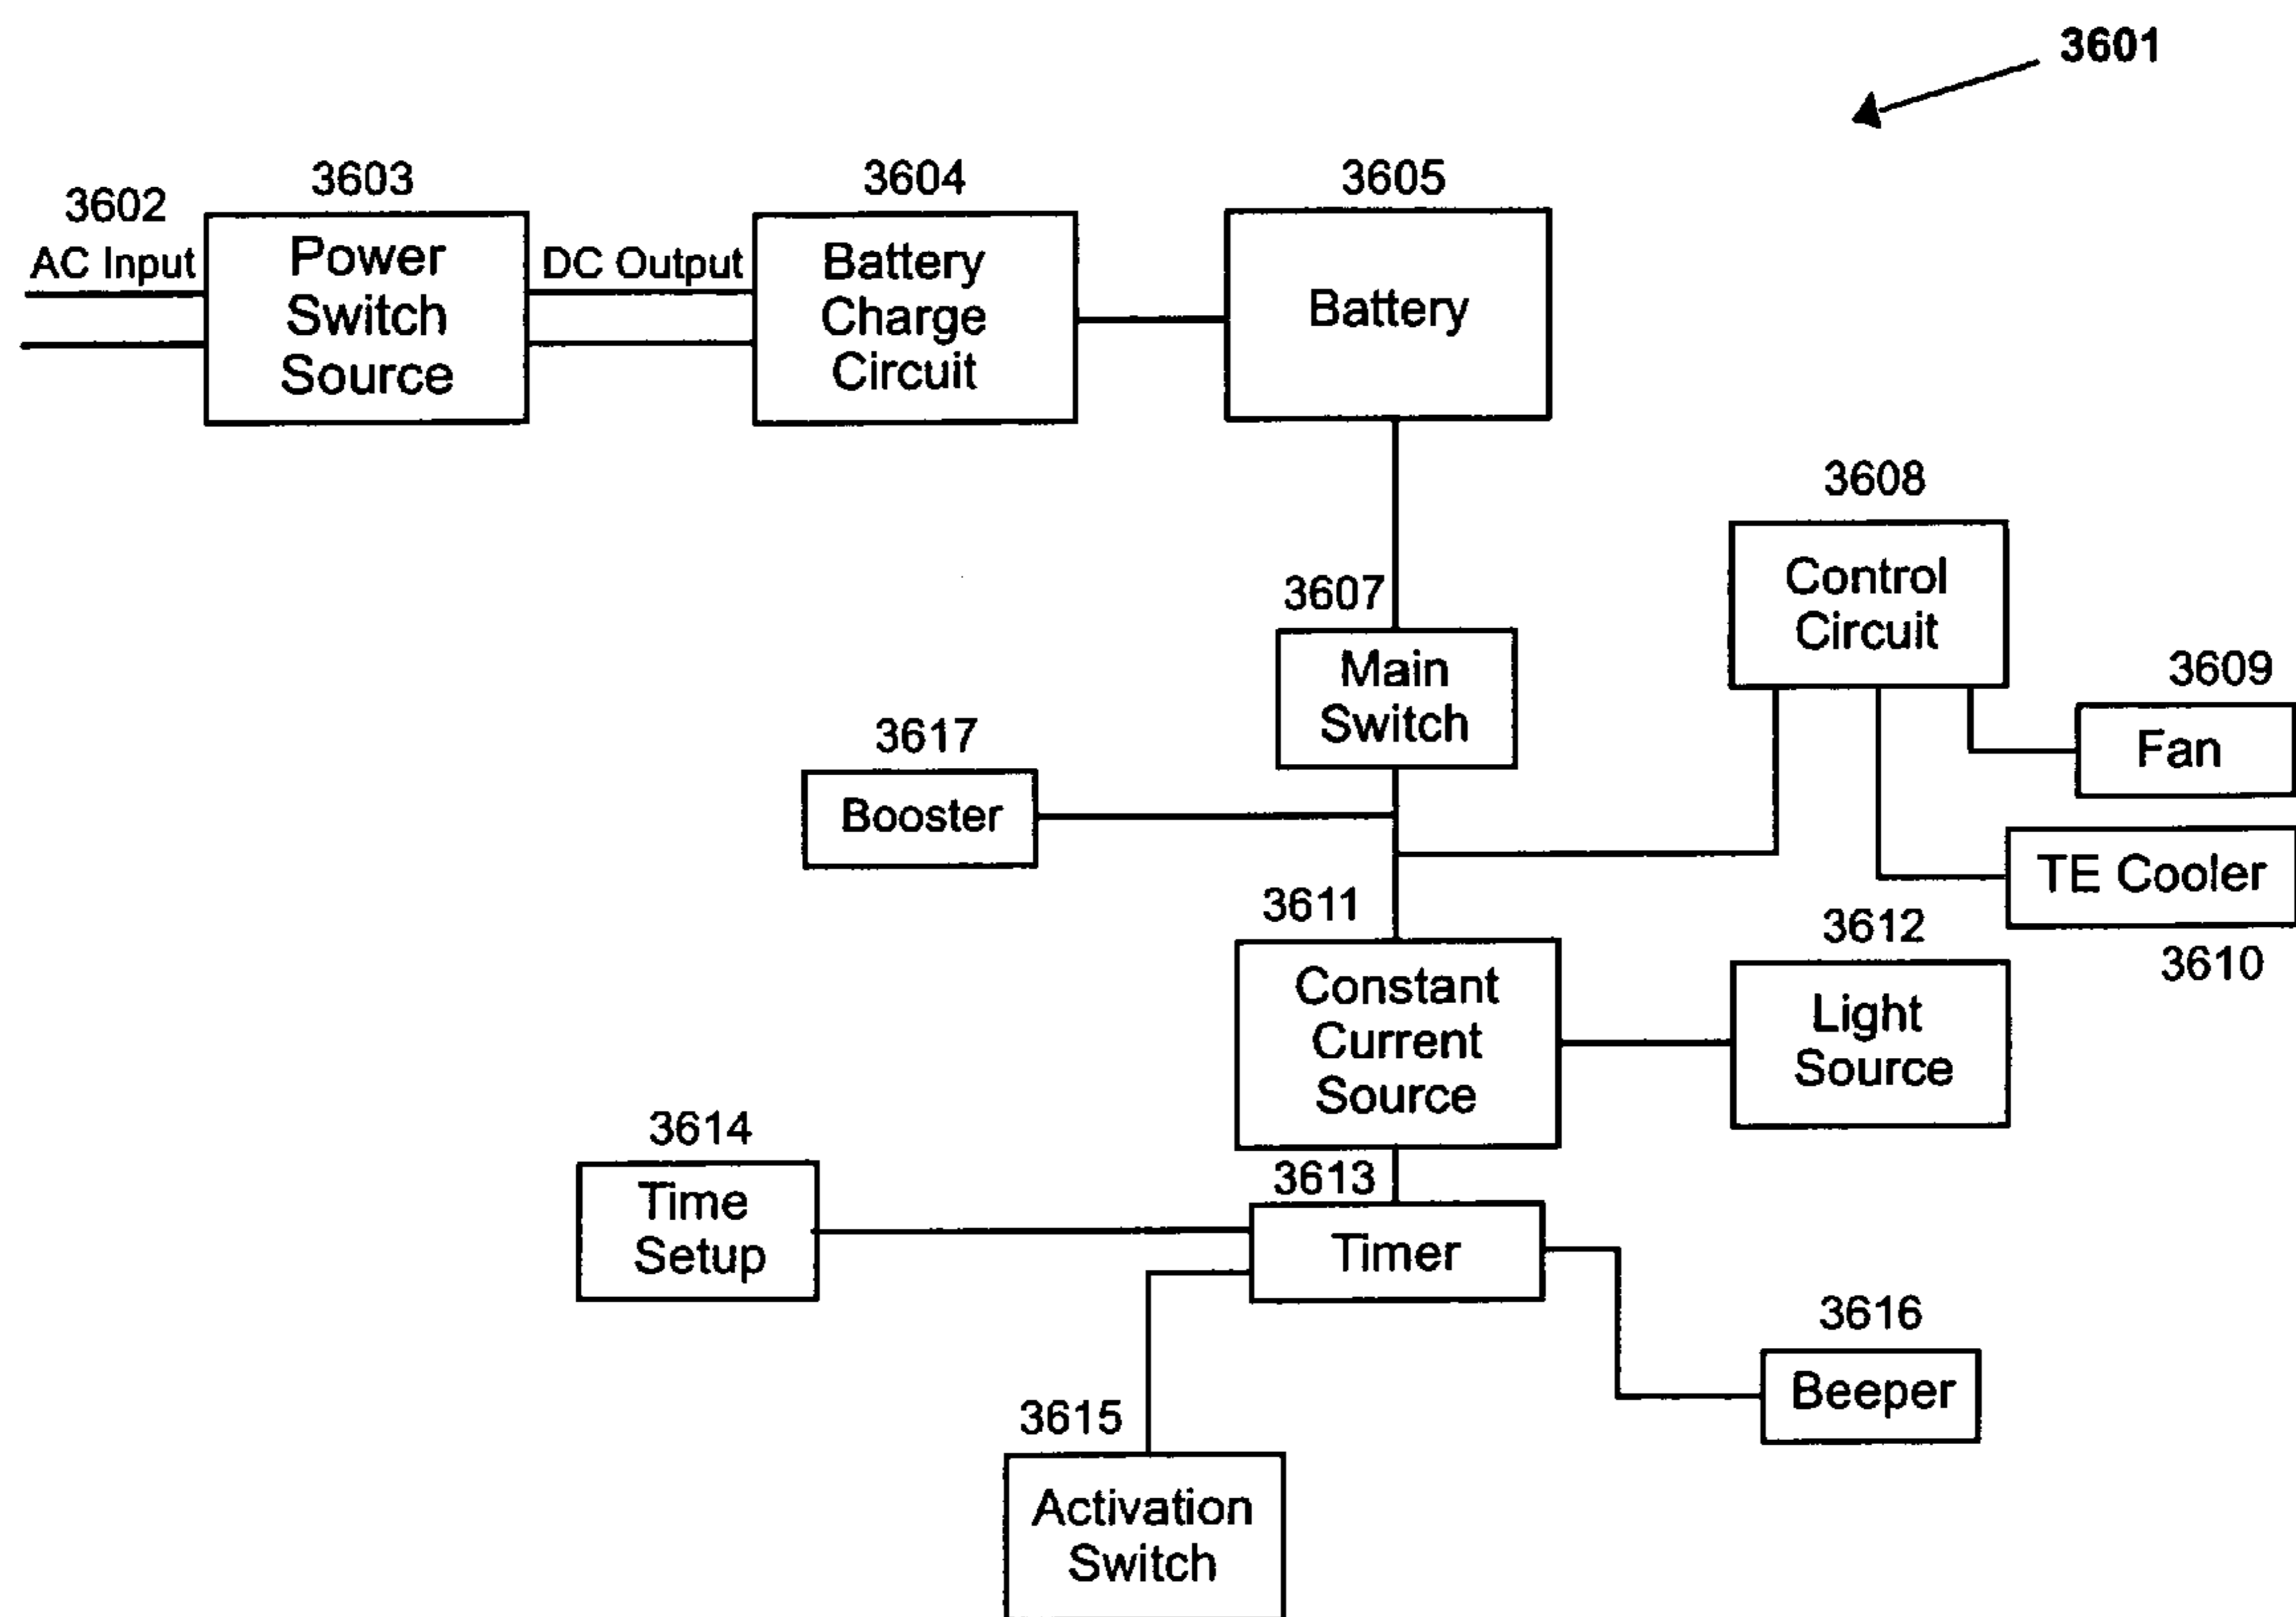 3601
3602
AC Input
3603
Power
Switch
Source
DC Output
3604
Battery
Charge
Circuit
3605
Battery
3607
Main
Switch
3608
Control
Circuit
3609
Fan
TE Cooler
3610
3617
Booster
3611
Constant
Current
Source
3612
Light
Source
3613
Timer
3614
Time
Setup
3615
Activation
Switch
3616
Beeper